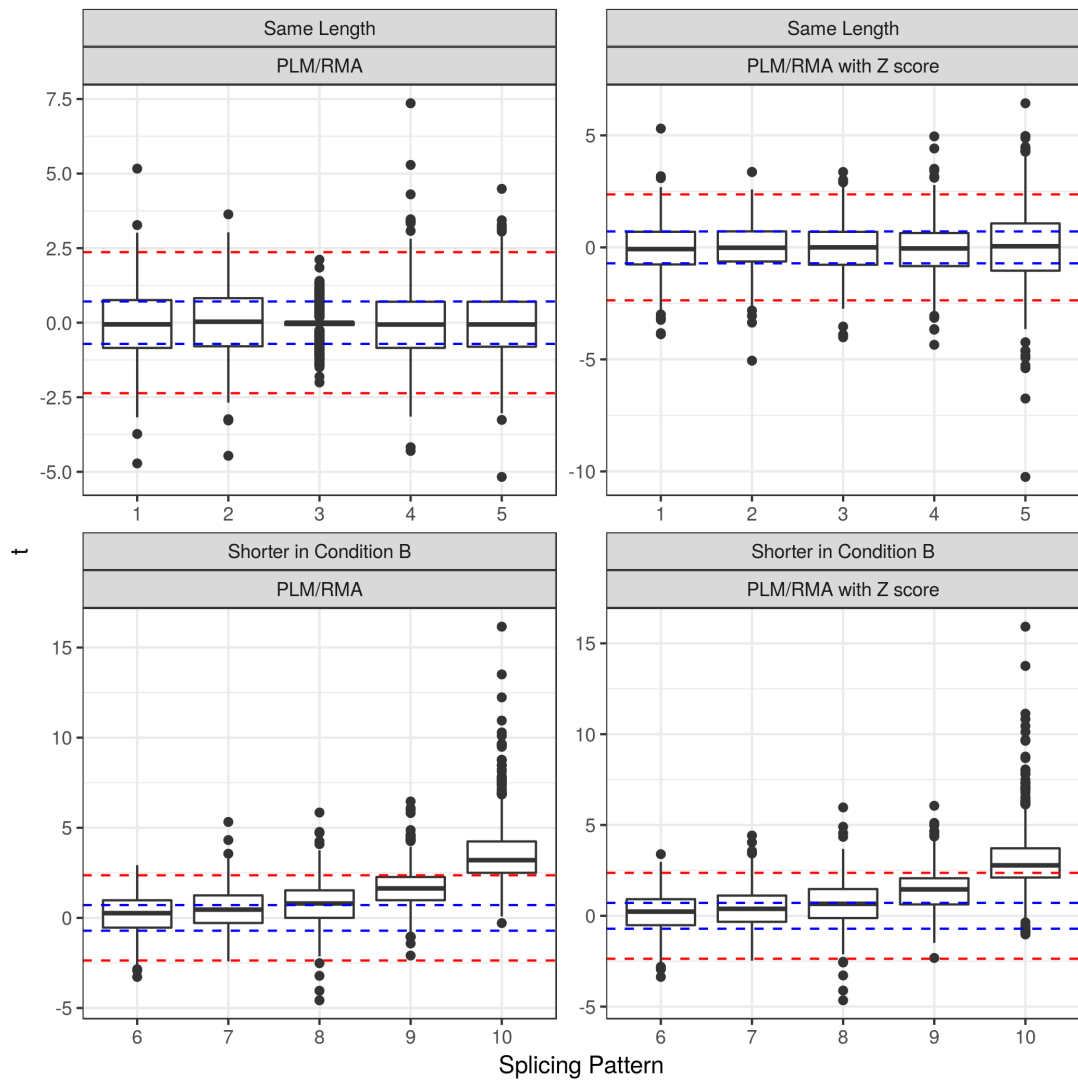 Same Length
PLM/RMA
7.5
5.0
2.5
0.0
-2.5
-5.0
1 2 3 4 5
Same Length
PLM/RMA with Z score
5
0
-5
-10
1 2 3 4 5
t
Shorter in Condition B
PLM/RMA
15
10
5
0
-5
6 7 8 9 10
Shorter in Condition B
PLM/RMA with Z score
15
10
5
0
-5
6 7 8 9 10
Splicing Pattern